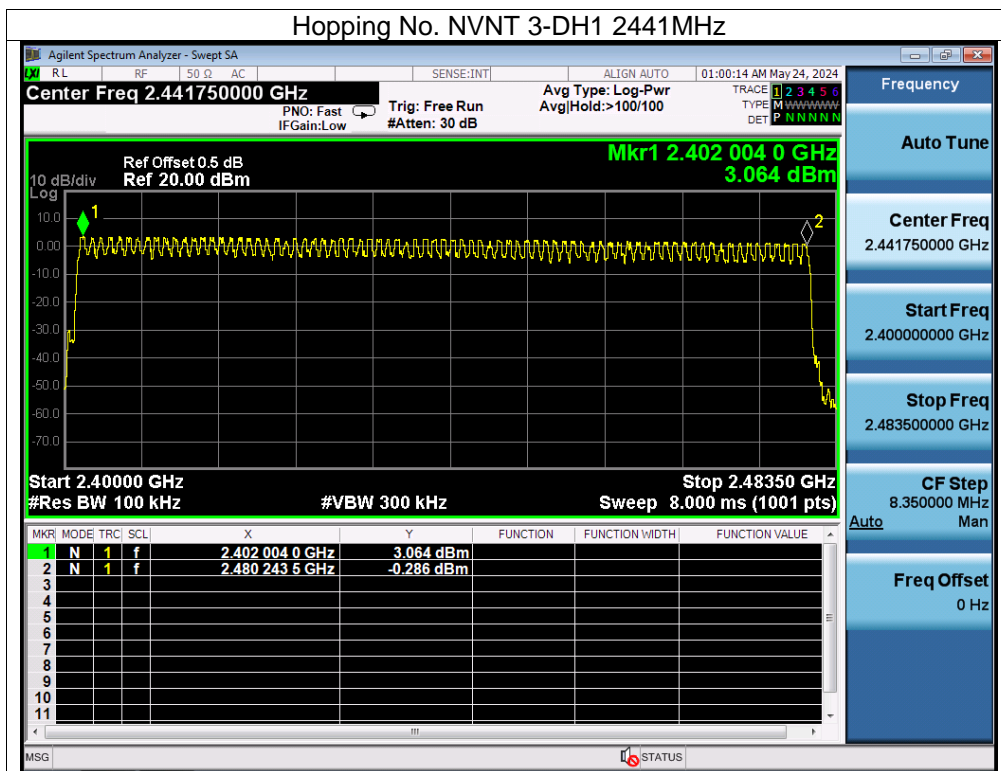 Hopping No. NVNT 3-DH1 2441MHz
Agilent Spectrum Analyzer - Swept SA
LXI RL RF 50 Ω AC SENSE:INT ALIGN AUTO 01:00:14 AM May 24, 2024
Center Freq 2.441750000 GHz
PNO: Fast
IFGain:Low
Trig: Free Run
#Atten: 30 dB
Avg Type: Log-Pwr
Avg|Hold:>100/100
TRACE 1 2 3 4 5 6
TYPE M WWWWW
DET P N N N N N
Ref Offset 0.5 dB
10 dB/div Ref 20.00 dBm
Log
Mkr1 2.402 004 0 GHz
3.064 dBm
10.0
0.00
-10.0
-20.0
-30.0
-40.0
-50.0
-60.0
-70.0
1
2
Start 2.40000 GHz Stop 2.48350 GHz
#Res BW 100 kHz #VBW 300 kHz Sweep 8.000 ms (1001 pts)
MKR MODE TRC SCL X Y FUNCTION FUNCTION WIDTH FUNCTION VALUE
1 N 1 f 2.402 004 0 GHz 3.064 dBm
2 N 1 f 2.480 243 5 GHz -0.286 dBm
3
4
5
6
7
8
9
10
11
MSG STATUS
Frequency
Auto Tune
Center Freq
2.441750000 GHz
Start Freq
2.400000000 GHz
Stop Freq
2.483500000 GHz
CF Step
8.350000 MHz
Auto Man
Freq Offset
0 Hz